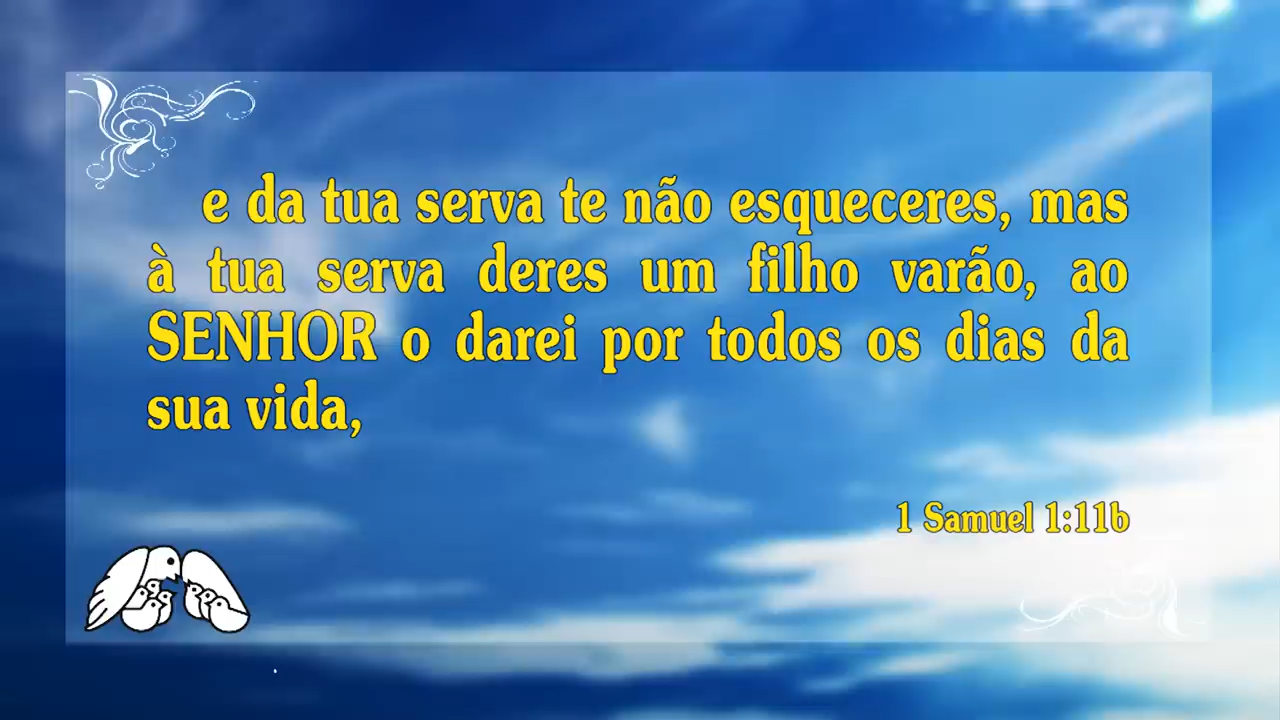 e da tua serva te não esqueceres, mas
à tua serva deres um filho varão, ao
SENHOR o darei por todos os dias da
sua vida,
1 Samuel 1:11b